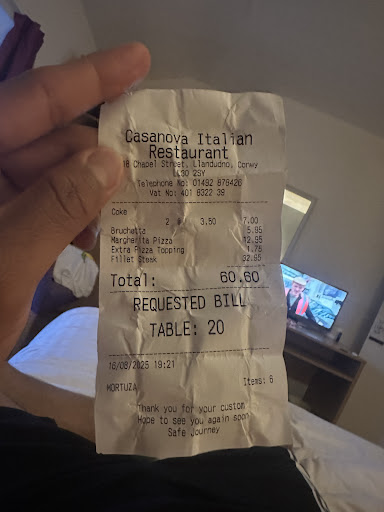 Casanova Italian
Restaurant
18 Chapel Street, Llandudno, Conwy
LL30 2SY
Telephone No: 01492 878426
Vat No: 401 8322 39
Coke
2 * 3.50 7.00
Bruchetta 5.95
Margherita Pizza 12.95
Extra Pizza Topping 1.75
Fillet Steak 32.95
Total: 60.60
REQUESTED BILL
TABLE: 20
16/08/2025 19:21
MORTUZA Items: 6
Thank you for your custom
Hope to see you again soon
Safe Journey